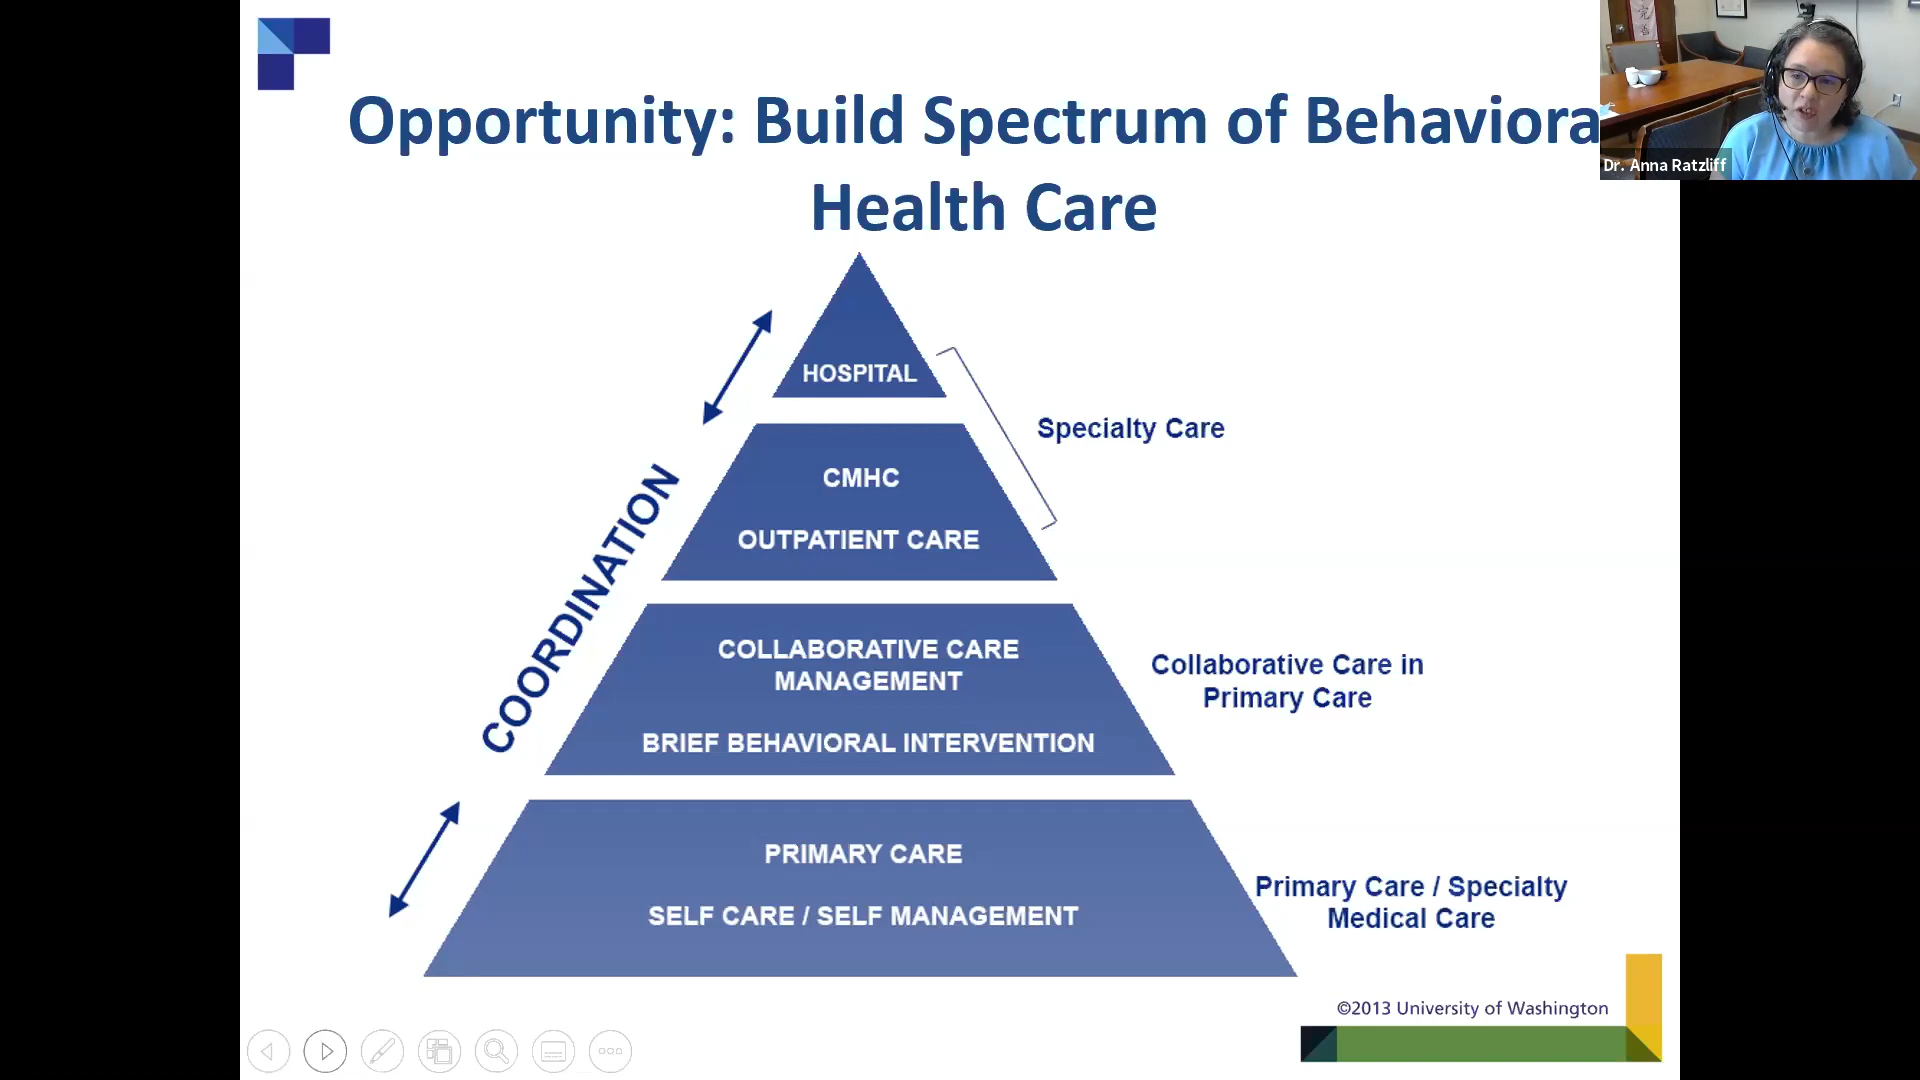 Opportunity: Build Spectrum of Behaviora
Health Care
Dr. Anna Ratzliff
HOSPITAL
Specialty Care
CMHC
OUTPATIENT CARE
COORDINATION
COLLABORATIVE CARE
MANAGEMENT
BRIEF BEHAVIORAL INTERVENTION
Collaborative Care in
Primary Care
PRIMARY CARE
SELF CARE / SELF MANAGEMENT
Primary Care / Specialty
Medical Care
©2013 University of Washington